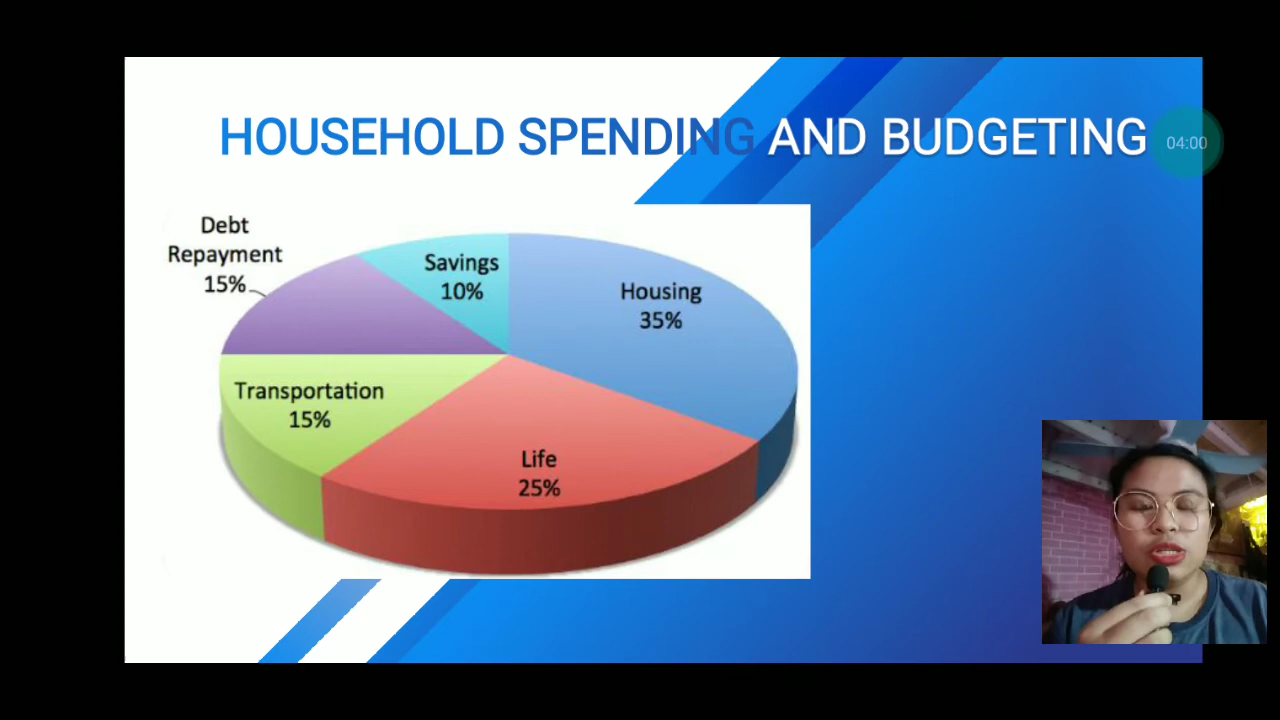 HOUSEHOLD SPENDING AND BUDGETING
04:00
Debt
Repayment
15%
Savings
10%
Housing
35%
Transportation
15%
Life
25%